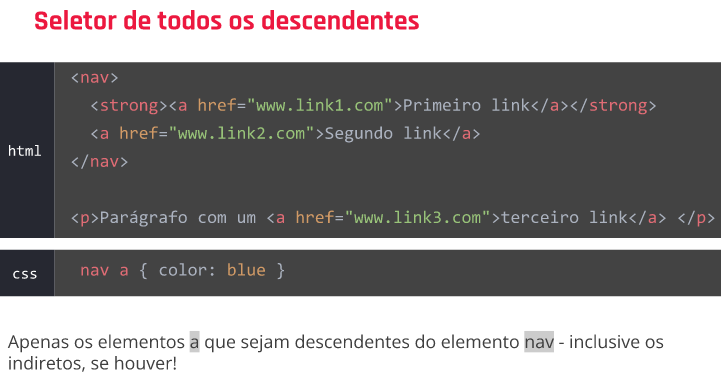 Seletor de todos os descendentes
html
<nav>
<strong><a href="www.link1.com">Primeiro link</a></strong>
<a href="www.link2.com">Segundo link</a>
</nav>
<p>Parágrafo com um <a href="www.link3.com">terceiro link</a> </p>
css
nav a { color: blue }
Apenas os elementos a que sejam descendentes do elemento nav - inclusive os
indiretos, se houver!